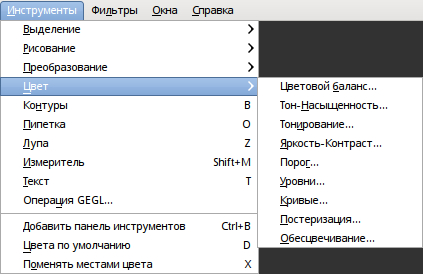 Инструменты Фильтры Окна Справка
Выделение
Рисование
Преобразование
Цвет
Контуры B
Пипетка O
Лупа Z
Измеритель Shift+M
Текст T
Операция GEGL...
Добавить панель инструментов Ctrl+B
Цвета по умолчанию D
Поменять местами цвета X
Цветовой баланс...
Тон-Насыщенность...
Тонирование...
Яркость-Контраст...
Порог...
Уровни...
Кривые...
Постеризация...
Обесцвечивание...